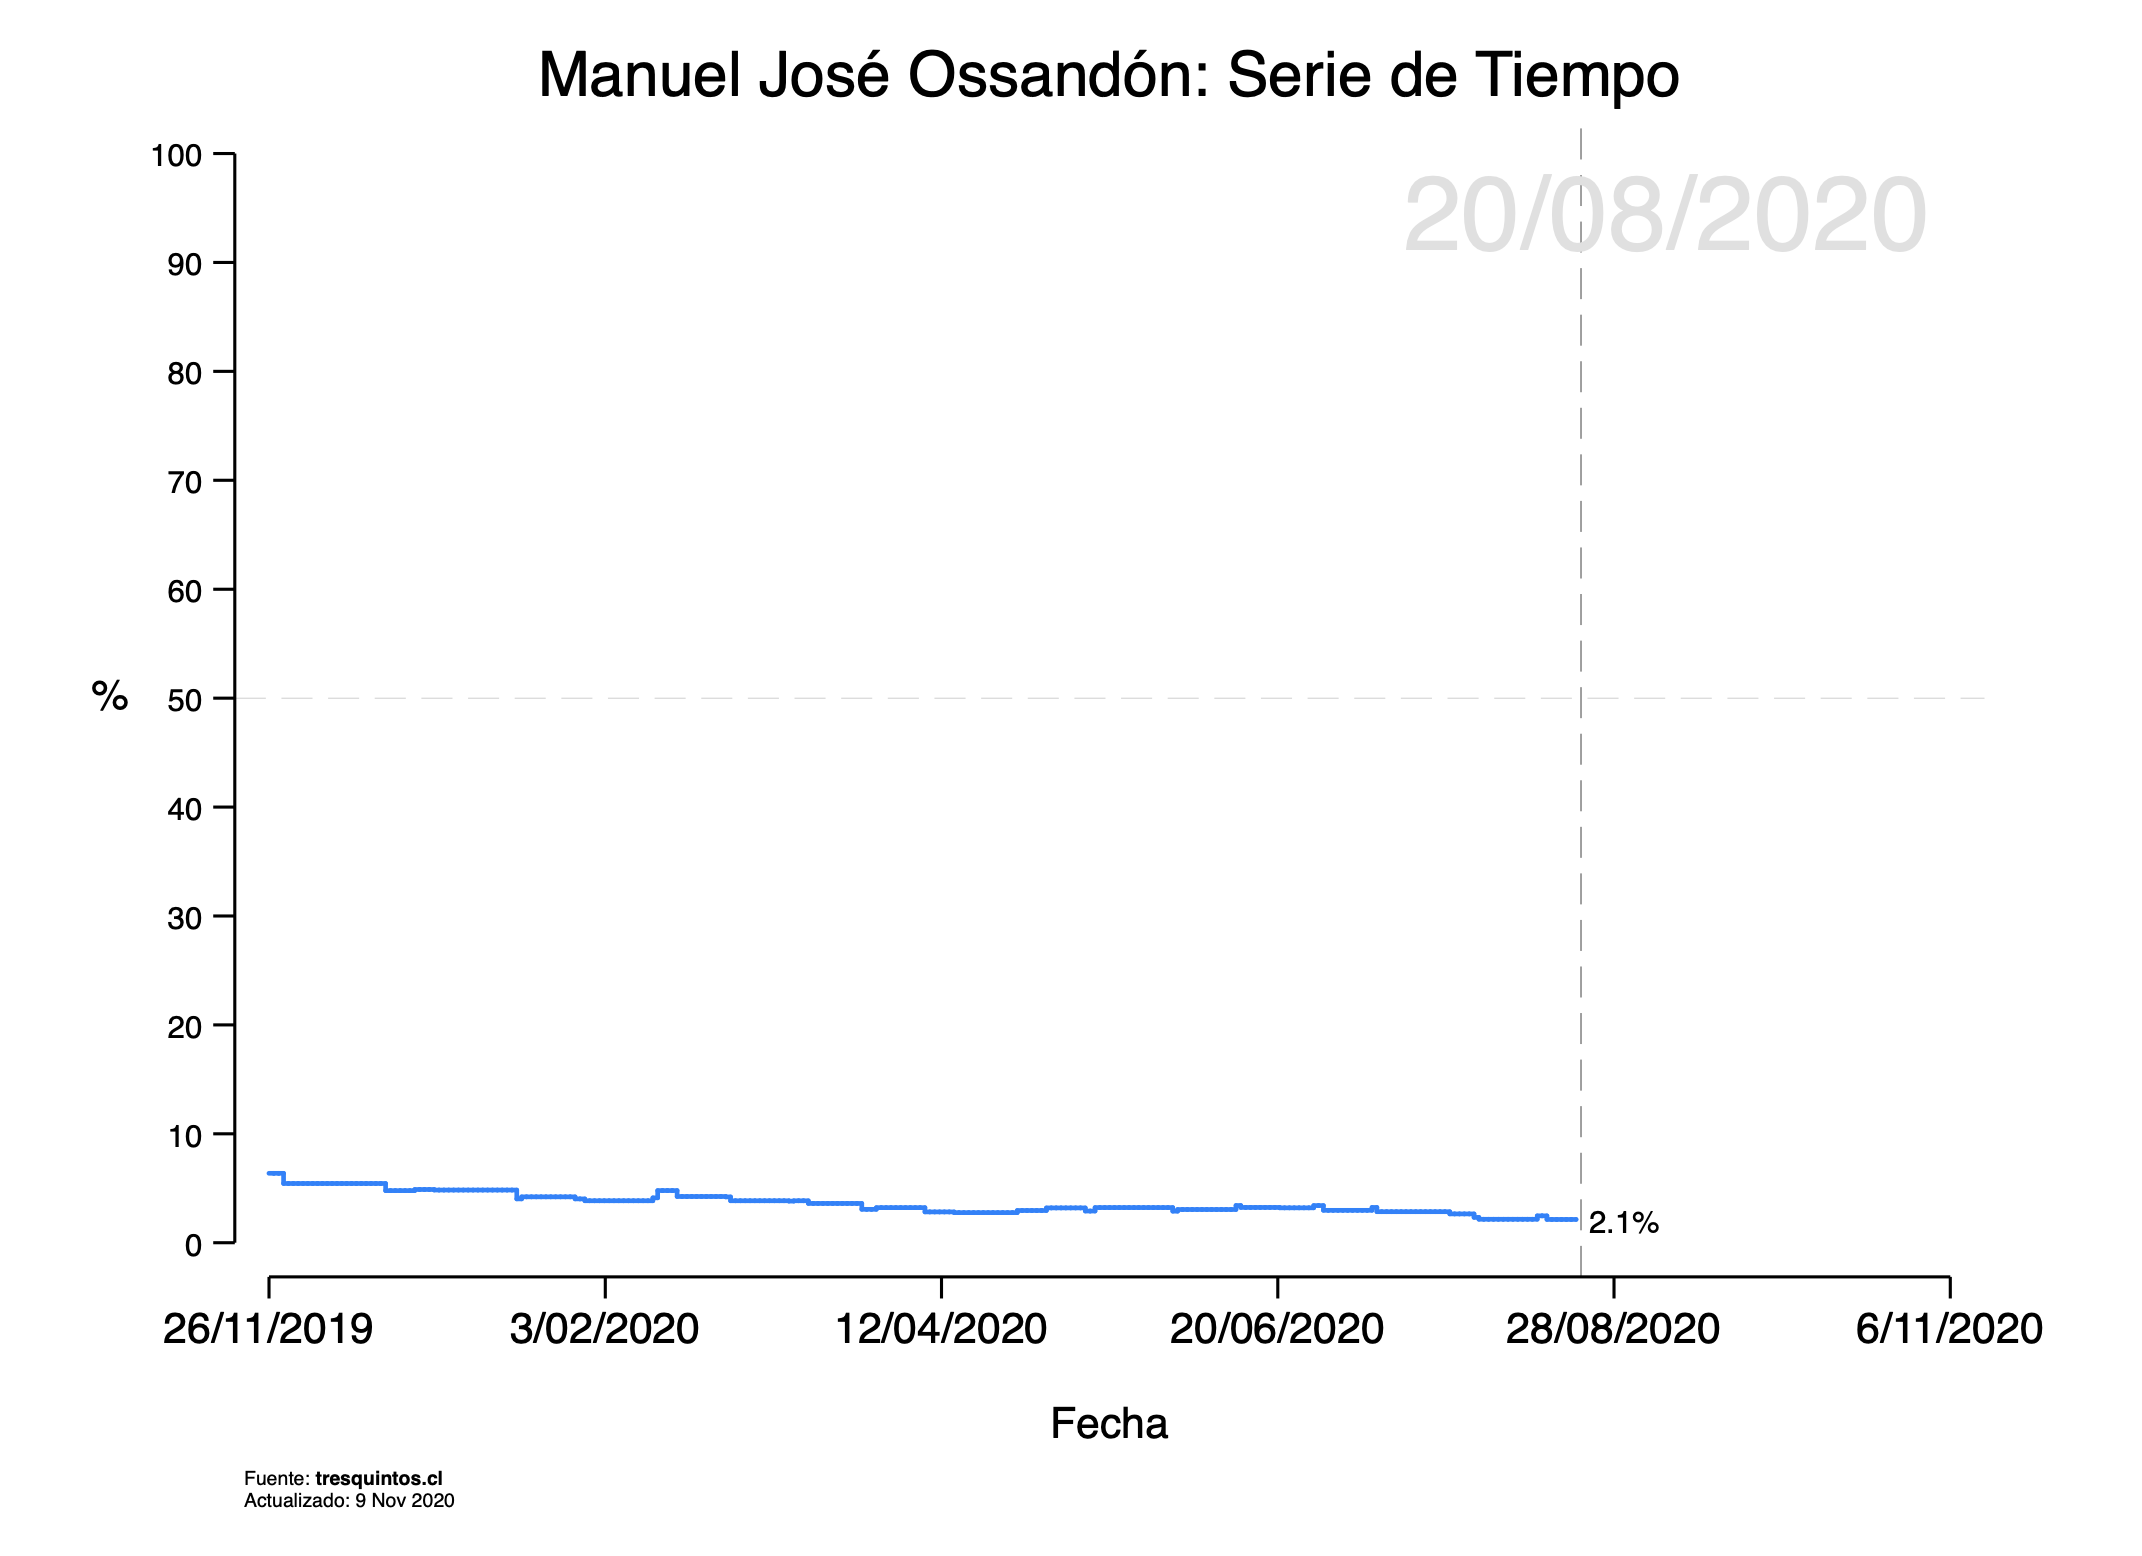 Manuel José Ossandón: Serie de Tiempo
20/08/2020
100
90
80
70
60
%
50
40
30
20
10
0
2.1%
26/11/2019 3/02/2020 12/04/2020 20/06/2020 28/08/2020 6/11/2020
Fecha
Fuente: tresquintos.cl
Actualizado: 9 Nov 2020